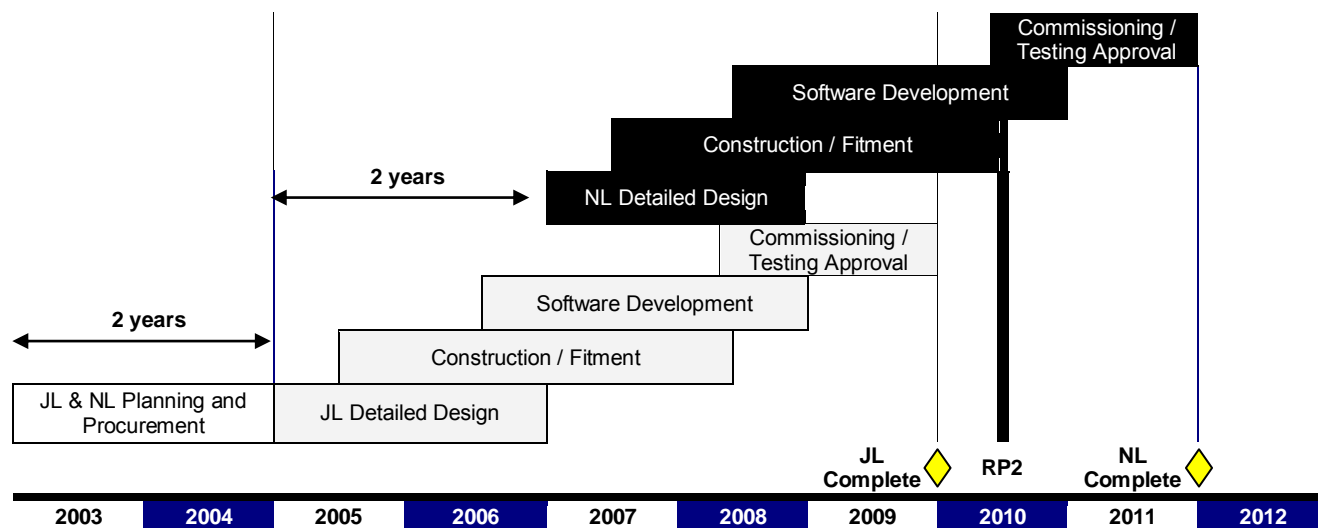 Commissioning /
Testing Approval
Software Development
Construction / Fitment
2 years
NL Detailed Design
Commissioning /
Testing Approval
Software Development
2 years
Construction / Fitment
JL & NL Planning and
Procurement
JL Detailed Design
JL
Complete
RP2
NL
Complete
2003 2004 2005 2006 2007 2008 2009 2010 2011 2012